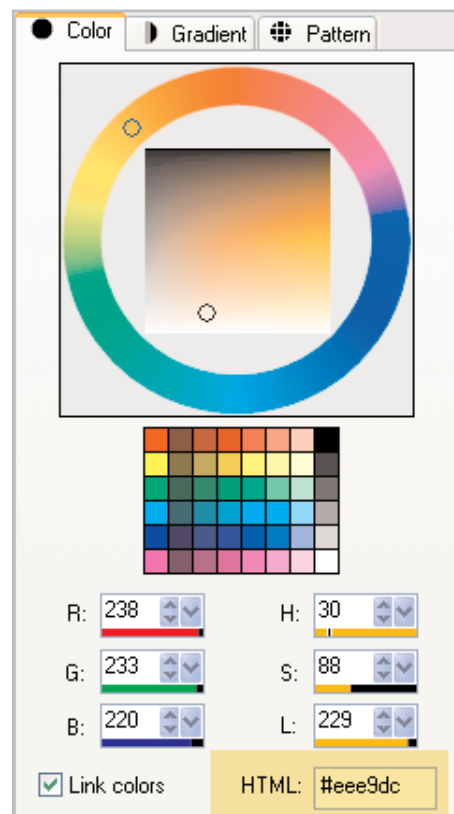 Color Gradient Pattern
R: 238 H: 30
G: 233 S: 88
B: 220 L: 229
Link colors HTML: #eee9dc